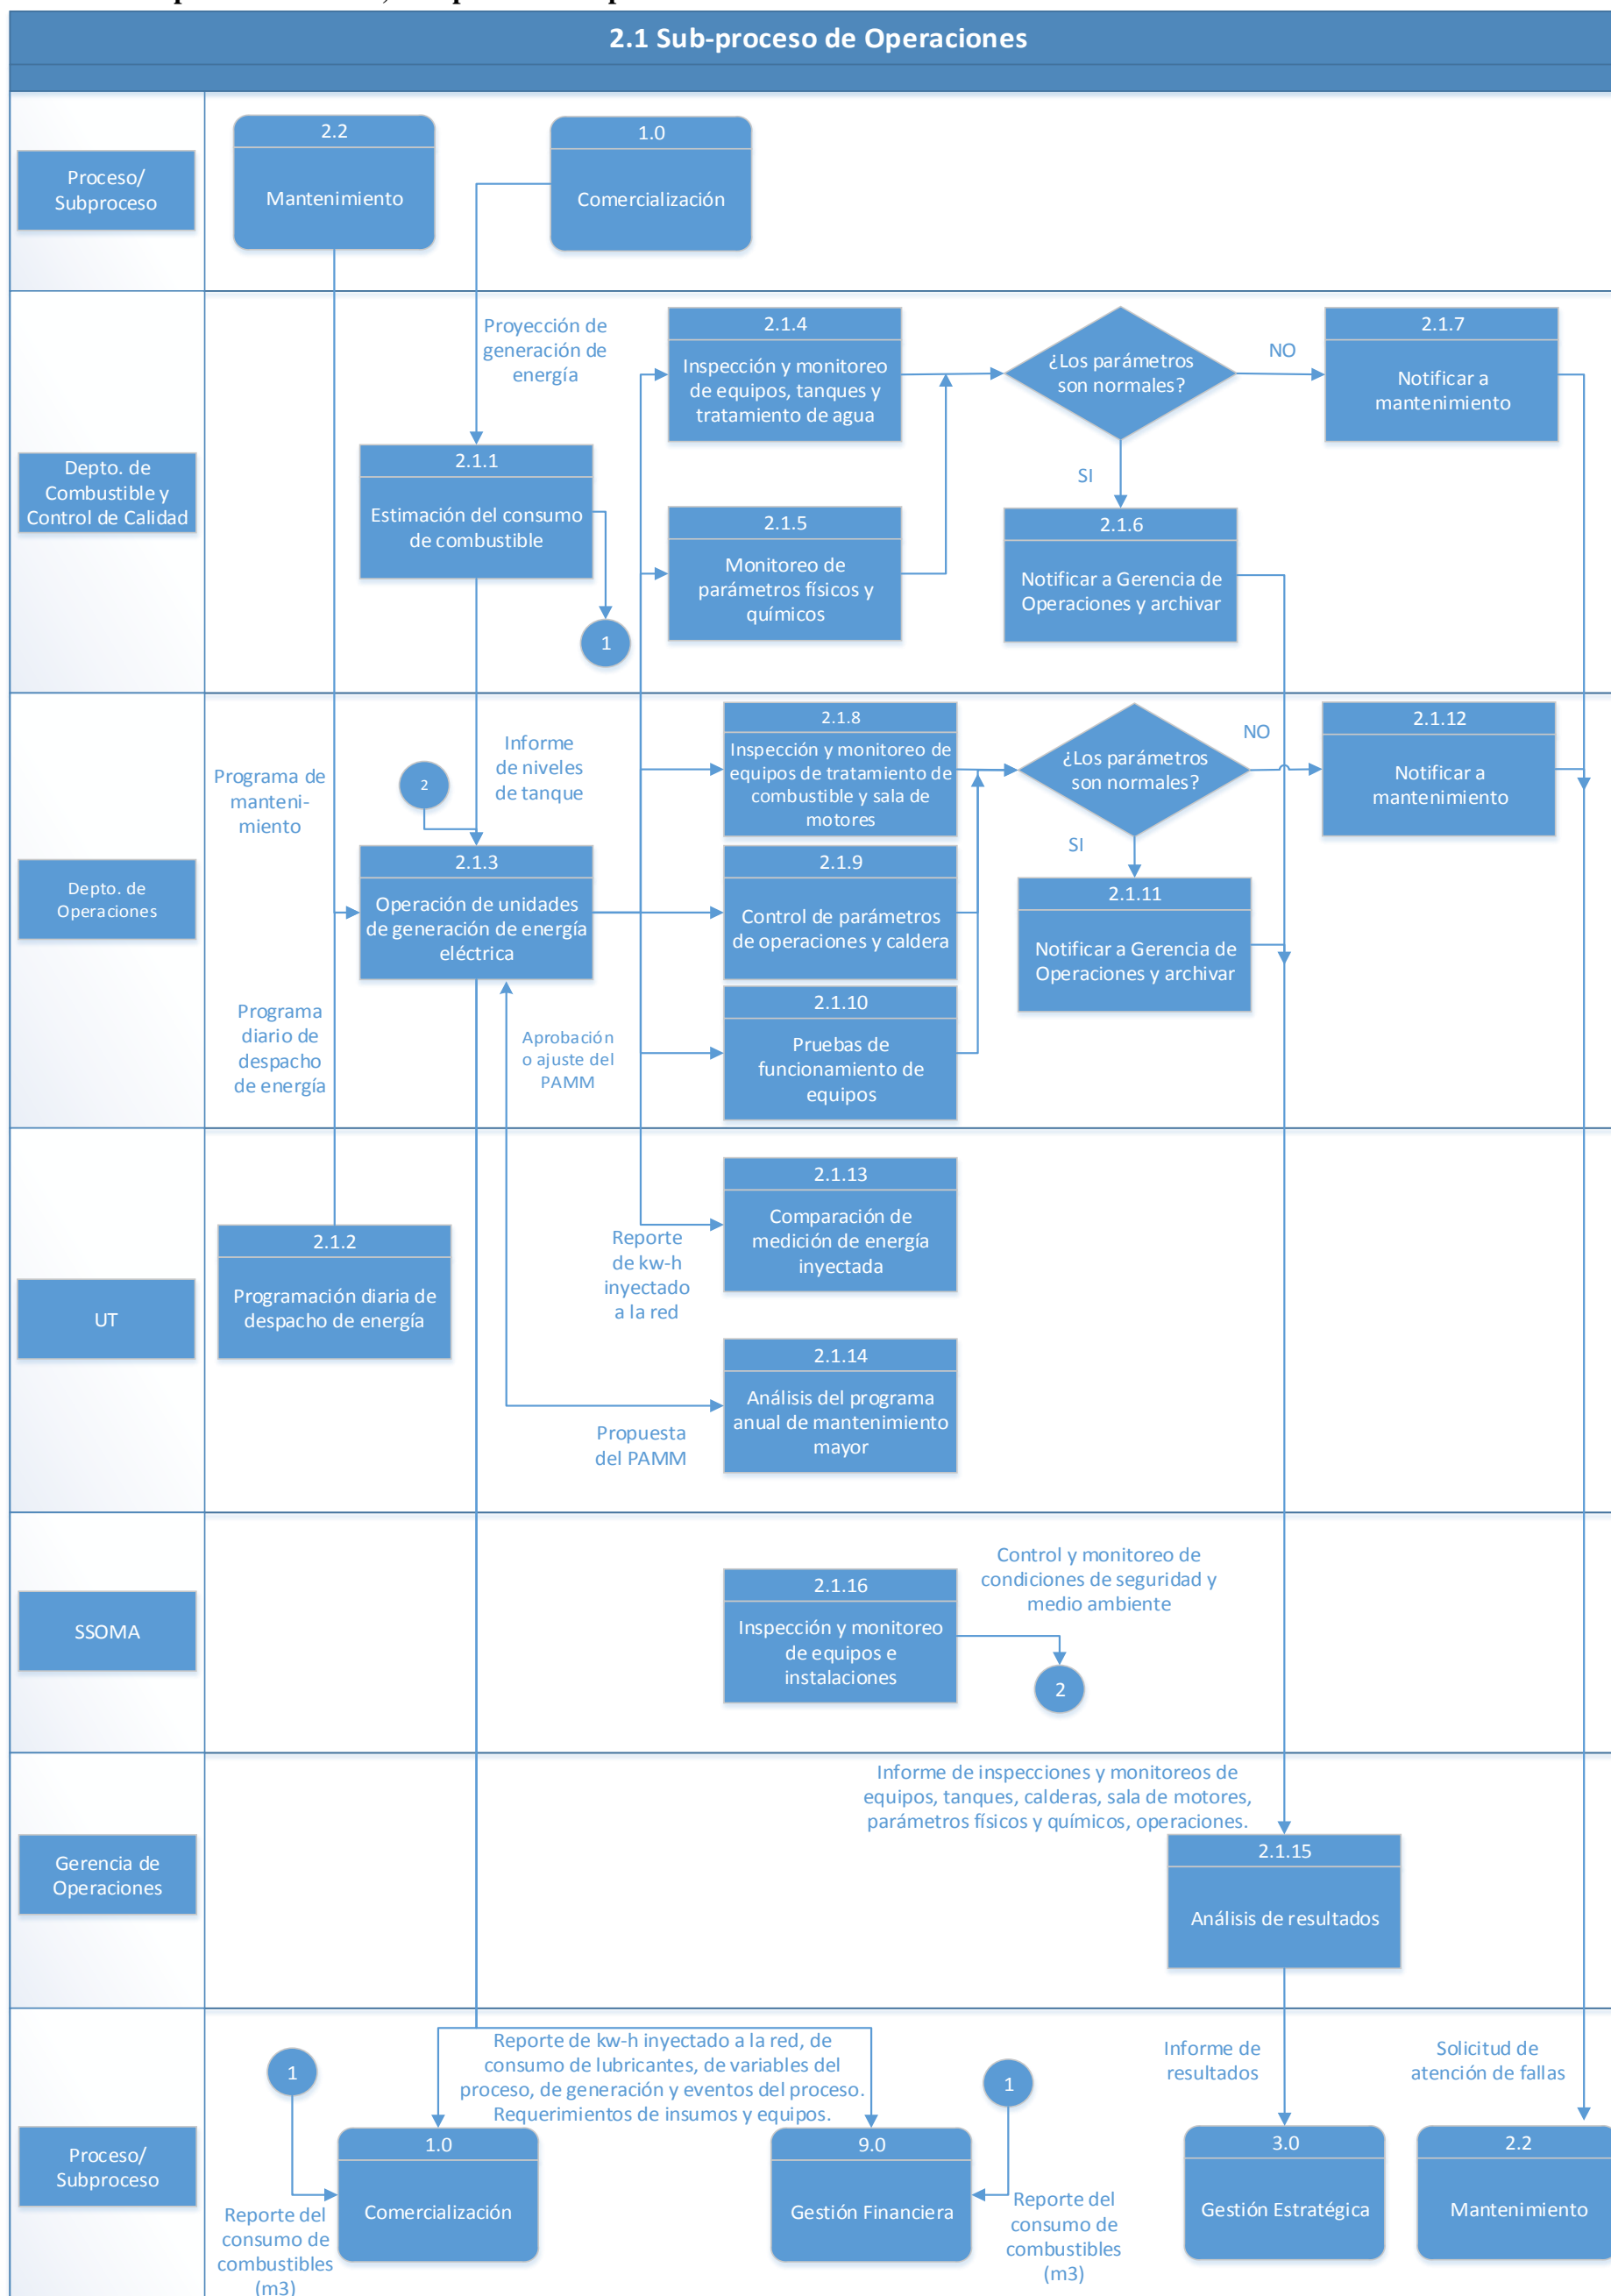 2.1 Sub-proceso de Operaciones
Proceso/
Subproceso
2.2
Mantenimiento
1.0
Comercialización
Depto. de
Combustible y
Control de Calidad
Proyección de
generación de
energía
2.1.1
Estimación del consumo
de combustible
1
2.1.4
Inspección y monitoreo
de equipos, tanques y
tratamiento de agua
2.1.5
Monitoreo de
parámetros físicos y
químicos
¿Los parámetros
son normales?
NO
SI
2.1.6
Notificar a Gerencia de
Operaciones y archivar
2.1.7
Notificar a
mantenimiento
Depto. de
Operaciones
Programa de
manteni-
miento
2
Informe
de niveles
de tanque
2.1.3
Operación de unidades
de generación de energía
eléctrica
Programa
diario de
despacho
de energía
Aprobación
o ajuste del
PAMM
2.1.8
Inspección y monitoreo de
equipos de tratamiento de
combustible y sala de
motores
2.1.9
Control de parámetros
de operaciones y caldera
2.1.10
Pruebas de
funcionamiento de
equipos
¿Los parámetros
son normales?
NO
SI
2.1.11
Notificar a Gerencia de
Operaciones y archivar
2.1.12
Notificar a
mantenimiento
UT
2.1.2
Programación diaria de
despacho de energía
Reporte
de kw-h
inyectado
a la red
2.1.13
Comparación de
medición de energía
inyectada
Propuesta
del PAMM
2.1.14
Análisis del programa
anual de mantenimiento
mayor
SSOMA
2.1.16
Inspección y monitoreo
de equipos e
instalaciones
Control y monitoreo de
condiciones de seguridad y
medio ambiente
2
Gerencia de
Operaciones
Informe de inspecciones y monitoreos de
equipos, tanques, calderas, sala de motores,
parámetros físicos y químicos, operaciones.
2.1.15
Análisis de resultados
Proceso/
Subproceso
1
Reporte del
consumo de
combustibles
(m3)
Reporte de kw-h inyectado a la red, de
consumo de lubricantes, de variables del
proceso, de generación y eventos del proceso.
Requerimientos de insumos y equipos.
1.0
Comercialización
9.0
Gestión Financiera
1
Reporte del
consumo de
combustibles
(m3)
Informe de
resultados
3.0
Gestión Estratégica
Solicitud de
atención de fallas
2.2
Mantenimiento